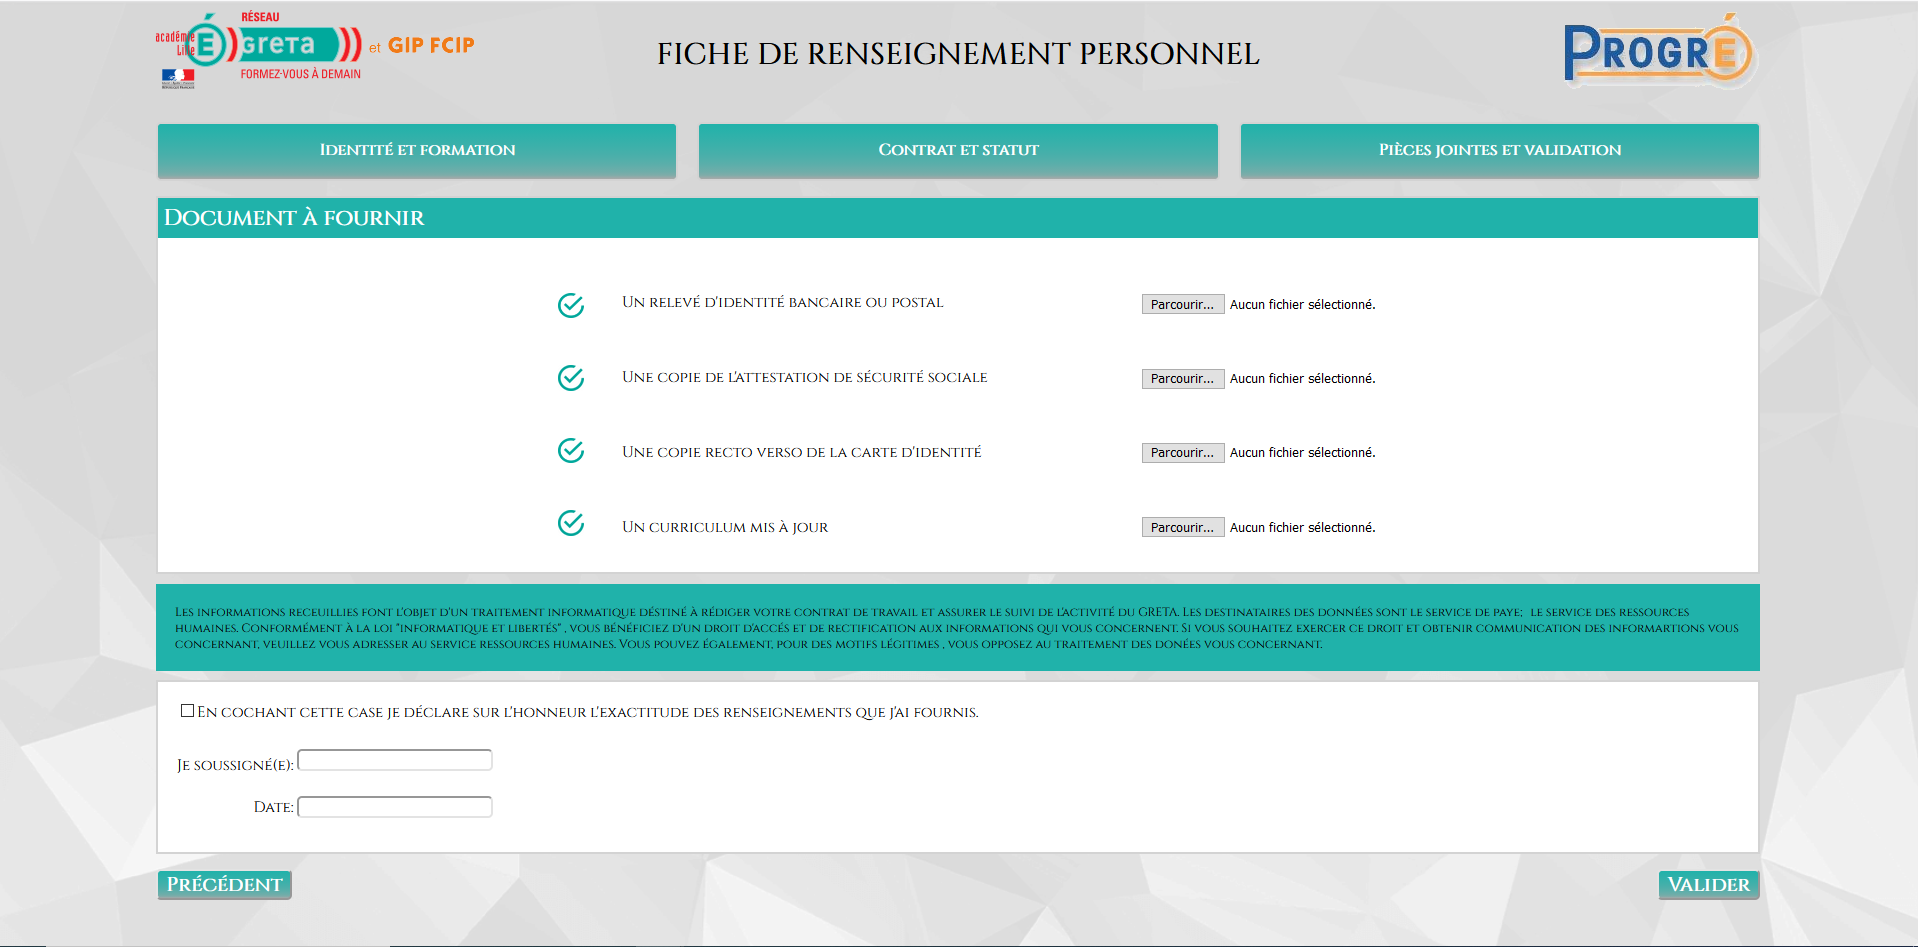 RÉSEAU
académie
Lille
É greta
et GIP FCIP
FORMEZ-VOUS À DEMAIN
FICHE DE RENSEIGNEMENT PERSONNEL
PROGRÉ
Identité et formation
Contrat et statut
Pièces jointes et validation
Document à fournir
Un relevé d'identité bancaire ou postal
Parcourir... Aucun fichier sélectionné.
Une copie de l'attestation de sécurité sociale
Parcourir... Aucun fichier sélectionné.
Une copie recto verso de la carte d'identité
Parcourir... Aucun fichier sélectionné.
Un curriculum mis à jour
Parcourir... Aucun fichier sélectionné.
Les informations receuillies font l'objet d'un traitement informatique déstiné à rédiger votre contrat de travail et assurer le suivi de l'activité du GRETA. Les destinataires des données sont le service de paye; le service des ressources
humaines. Conformément à la loi "informatique et libertés" , vous bénéficiez d'un droit d'accés et de rectification aux informations qui vous concernent. Si vous souhaitez exercer ce droit et obtenir communication des informartions vous
concernant, veuillez vous adresser au service ressources humaines. Vous pouvez également, pour des motifs légitimes , vous opposez au traitement des donées vous concernant.
En cochant cette case je déclare sur l'honneur l'exactitude des renseignements que j'ai fournis.
Je soussigné(e):
Date:
Précédent
Valider